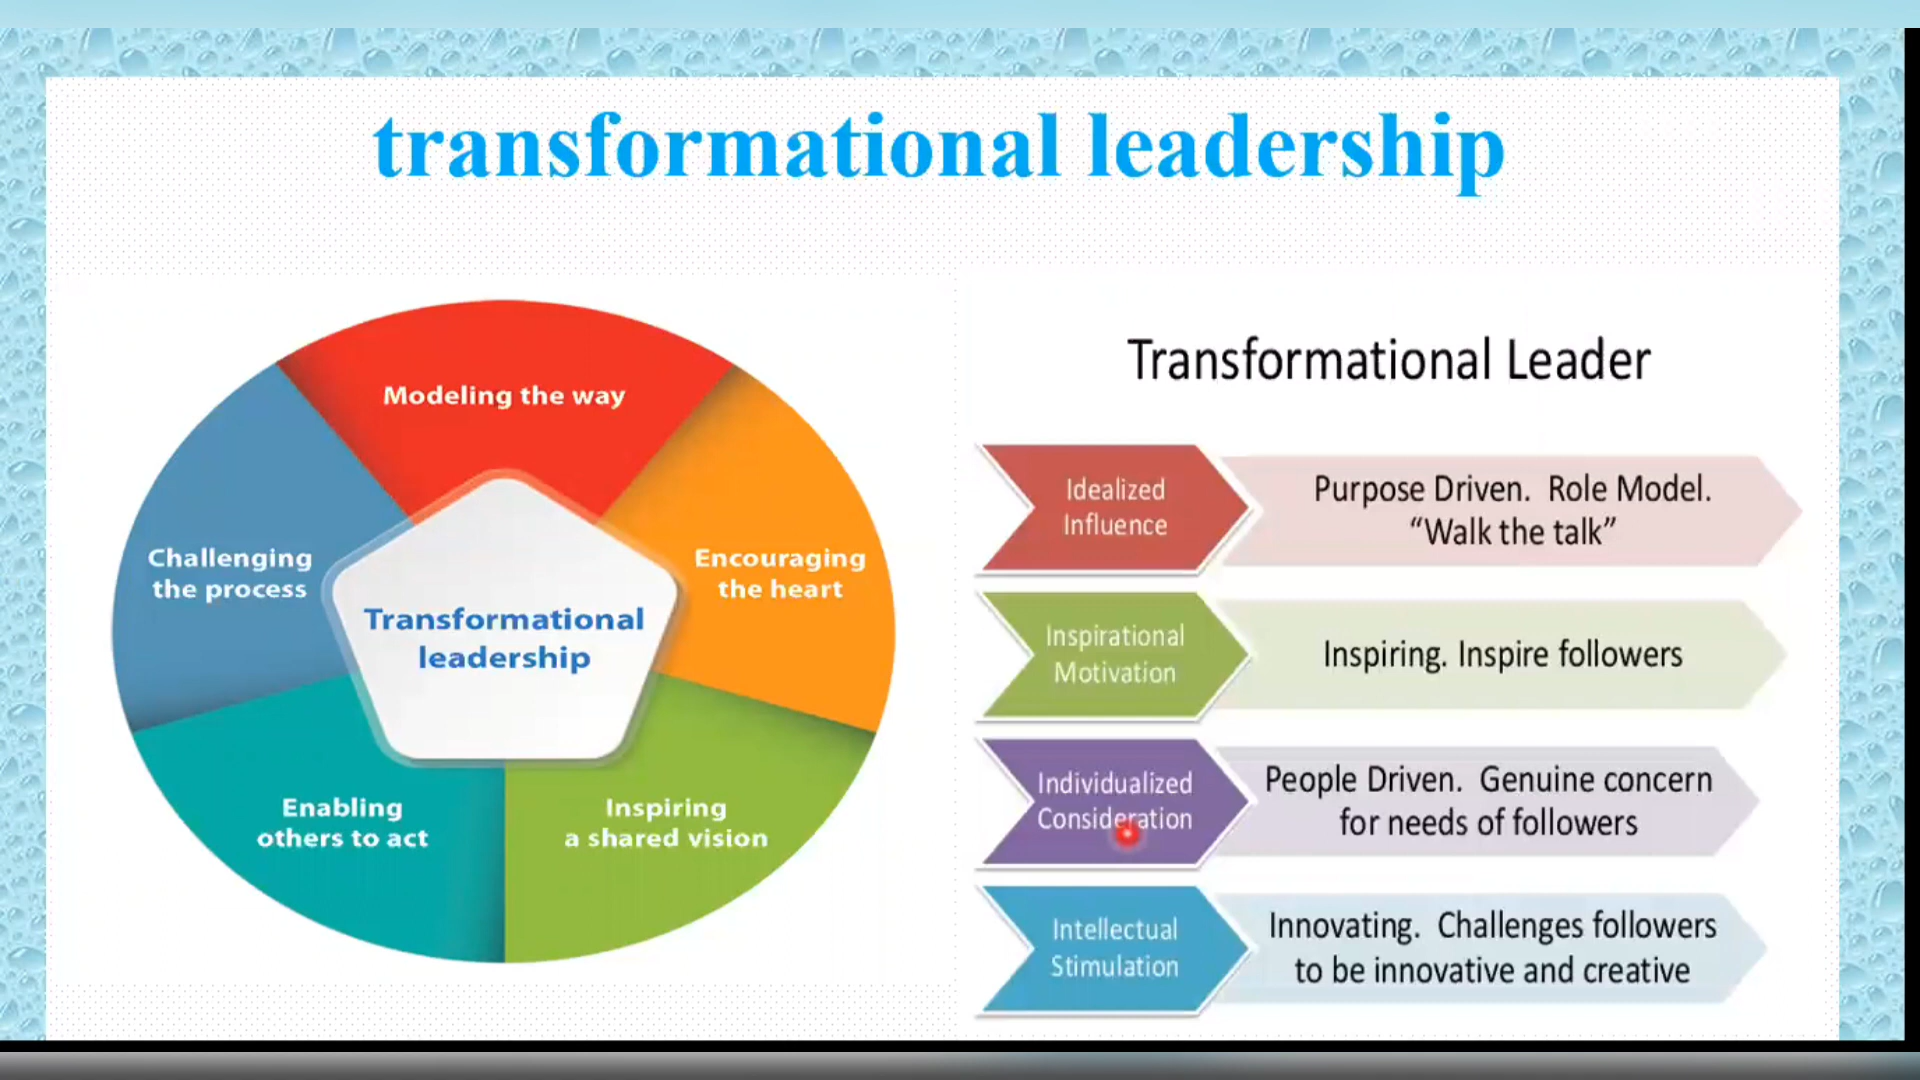 transformational leadership
Modeling the way
Challenging
the process
Encouraging
the heart
Transformational
leadership
Enabling
others to act
Inspiring
a shared vision
Transformational Leader
Idealized
Influence
Purpose Driven.  Role Model.
“Walk the talk”
Inspirational
Motivation
Inspiring. Inspire followers
Individualized
Consideration
People Driven.  Genuine concern
for needs of followers
Intellectual
Stimulation
Innovating.  Challenges followers
to be innovative and creative